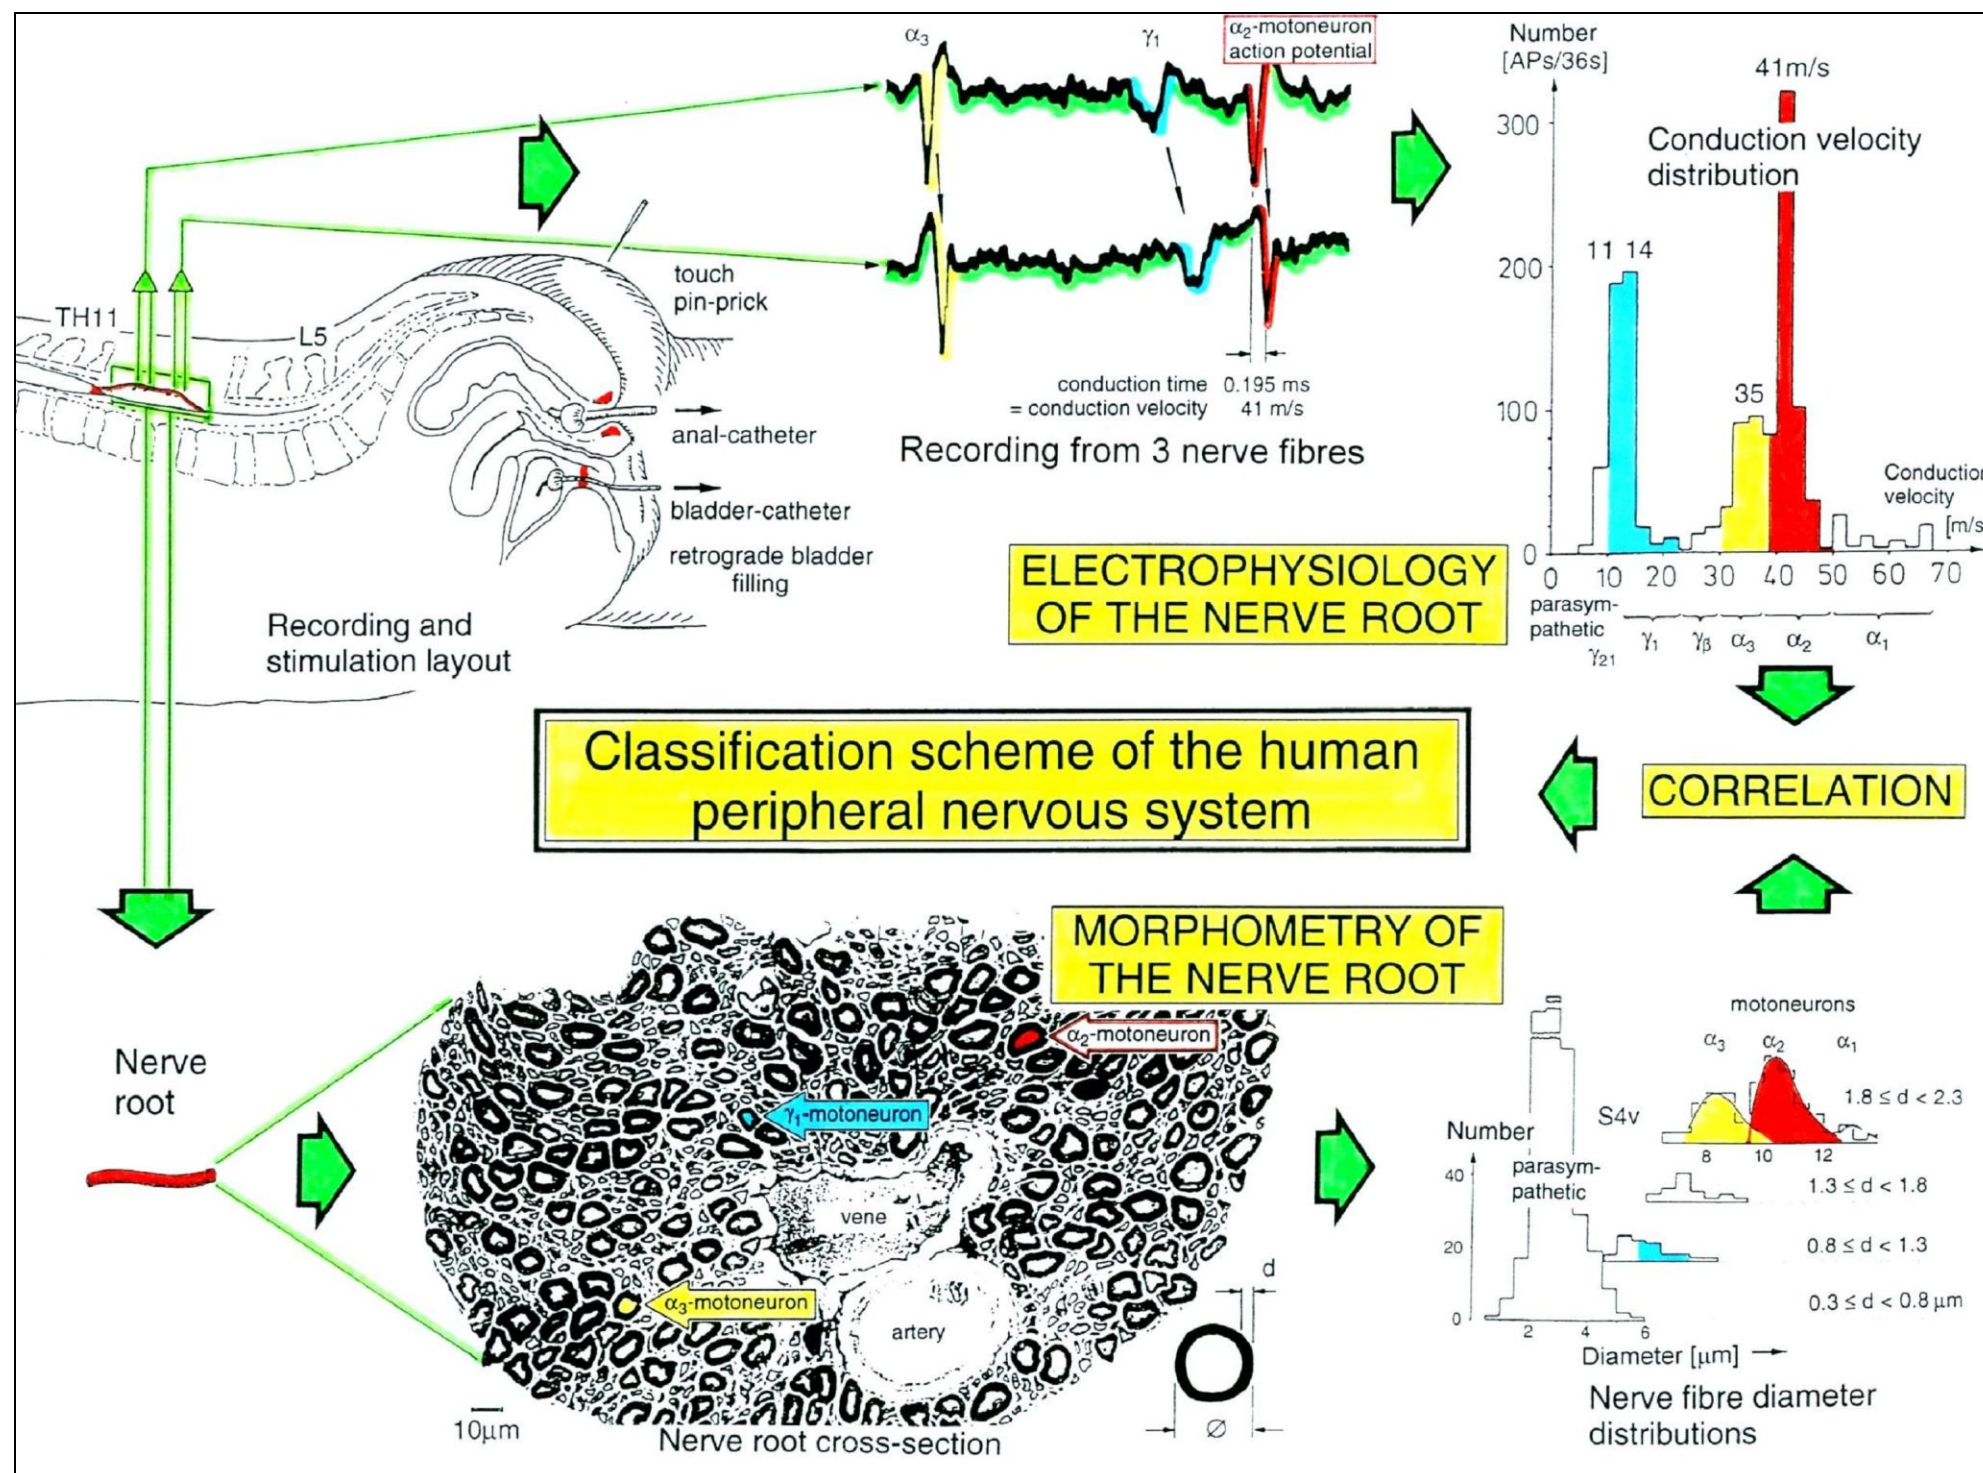 α₃
γ₁
α₂-motoneuron
action potential
Number
[APs/36s]
41m/s
300
Conduction velocity
distribution
11 14
200
35
100
Conduction
velocity
[m/s
0
0 10 20 30 40 50 60 70
parasym-
pathetic
γ₂₁
γ₁
γᵦ
α₃
α₂
α₁
touch
pin-prick
TH11
L5
anal-catheter
bladder-catheter
retrograde bladder
filling
Recording and
stimulation layout
conduction time 0.195 ms
= conduction velocity 41 m/s
Recording from 3 nerve fibres
ELECTROPHYSIOLOGY
OF THE NERVE ROOT
Classification scheme of the human
peripheral nervous system
CORRELATION
MORPHOMETRY OF
THE NERVE ROOT
Nerve
root
α₂-motoneuron
γ₁-motoneuron
vene
α₃-motoneuron
artery
10µm
Nerve root cross-section
d
Ø
motoneurons
α₃
α₂
α₁
1.8 ≤ d < 2.3
S4v
8 10 12
Number
parasym-
pathetic
1.3 ≤ d < 1.8
40
20
0.8 ≤ d < 1.3
0.3 ≤ d < 0.8 µm
0
2 4 6
Diameter [µm]
Nerve fibre diameter
distributions